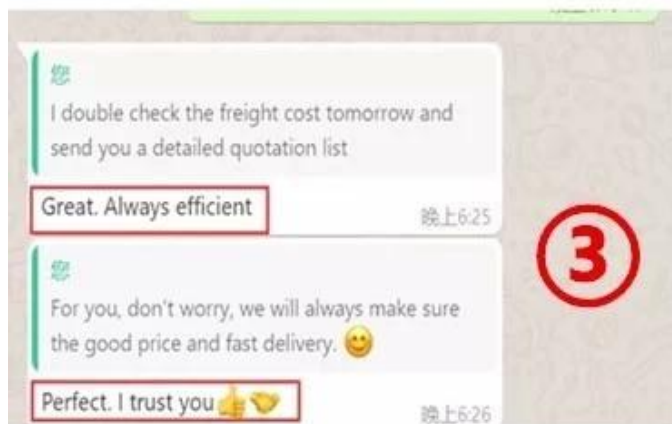 您
I double check the freight cost tomorrow and
send you a detailed quotation list
Great. Always efficient
晚上6:25
您
For you, don't worry, we will always make sure
the good price and fast delivery. 😊
Perfect. I trust you👍🤝
晚上6:26
③